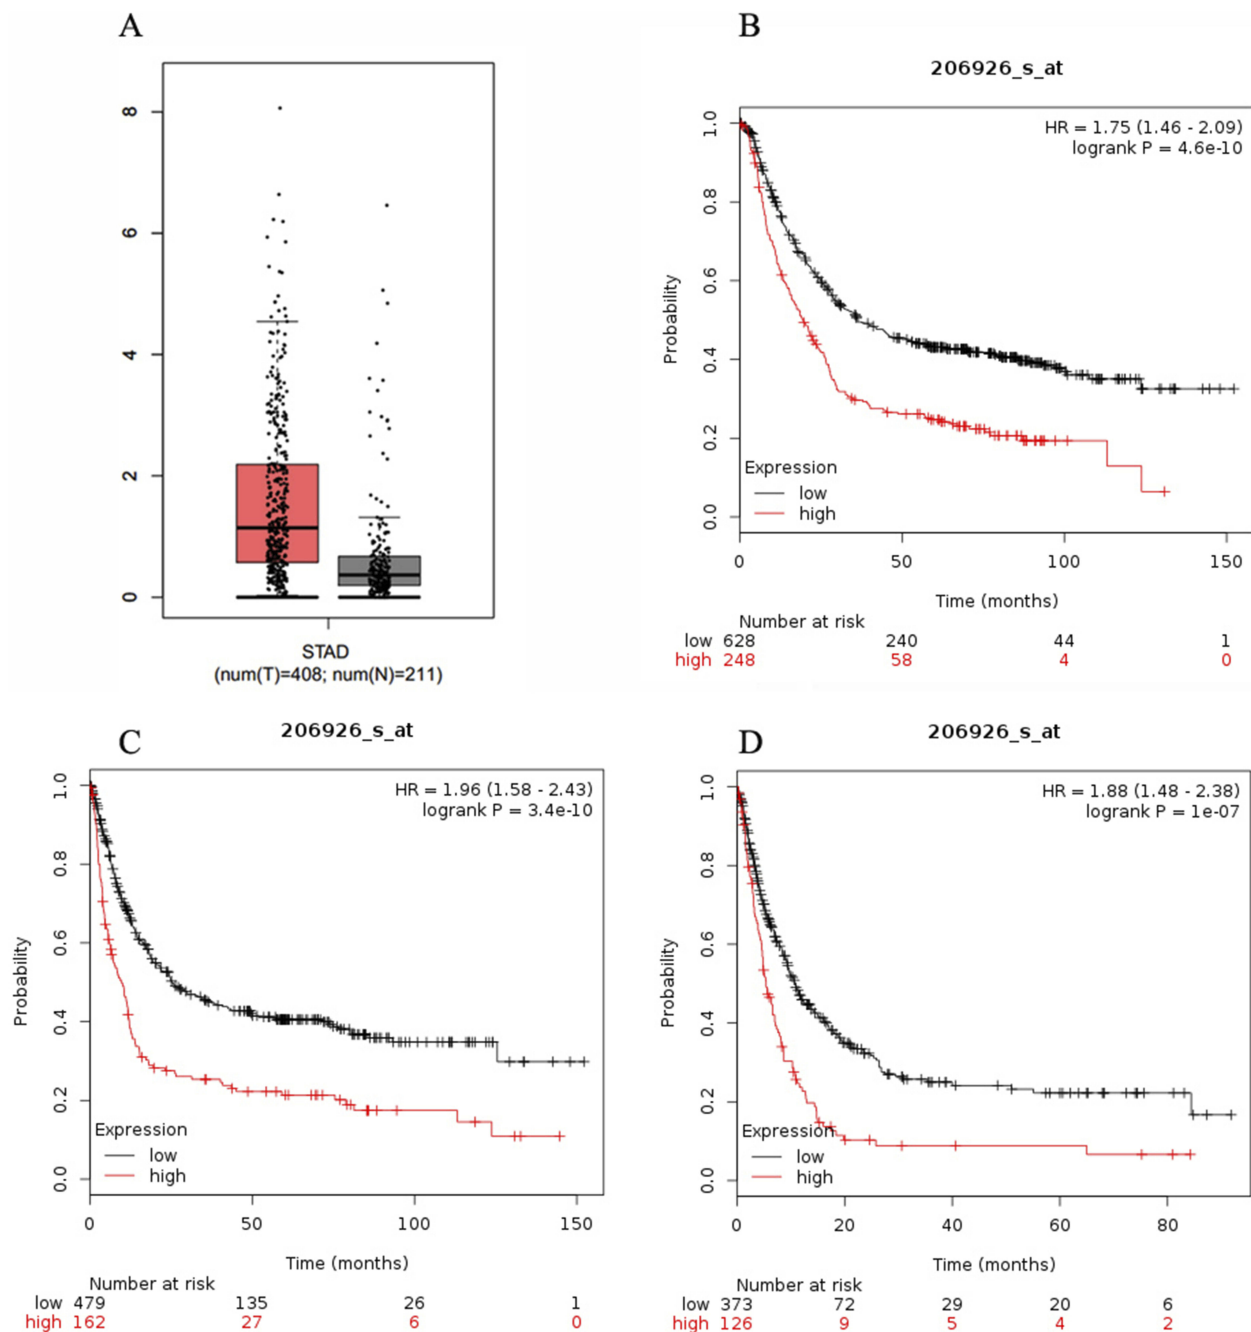 A
8
6
4
2
0
STAD
(num(T)=408; num(N)=211)
B
206926_s_at
HR = 1.75 (1.46 - 2.09)
logrank P = 4.6e-10
Probability
1.0
0.8
0.6
0.4
0.2
0.0
Expression
low
high
0 50 100 150
Time (months)
Number at risk
low 628 240 44 1
high 248 58 4 0
C
206926_s_at
HR = 1.96 (1.58 - 2.43)
logrank P = 3.4e-10
Probability
1.0
0.8
0.6
0.4
0.2
0.0
Expression
low
high
0 50 100 150
Time (months)
Number at risk
low 479 135 26 1
high 162 27 6 0
D
206926_s_at
HR = 1.88 (1.48 - 2.38)
logrank P = 1e-07
Probability
1.0
0.8
0.6
0.4
0.2
0.0
Expression
low
high
0 20 40 60 80
Time (months)
Number at risk
low 373 72 29 20 6
high 126 9 5 4 2